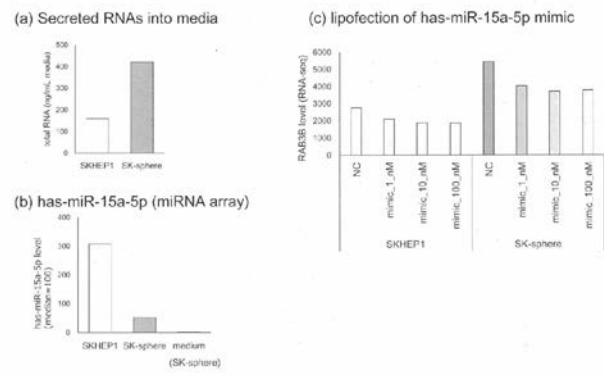 (a) Secreted RNAs into media
total RNA (ng/mL media)
500
400
300
200
100
0
SKHEP1 SK-sphere
(b) has-miR-15a-5p (miRNA array)
has-miR-15a-5p level
(median=100)
400
300
200
100
0
SKHEP1 SK-sphere medium
(SK-sphere)
(c) lipofection of has-miR-15a-5p mimic
RAB3B level (RNA-seq)
6000
5000
4000
3000
2000
1000
0
NC
mimic_1_nM
mimic_10_nM
mimic_100_nM
NC
mimic_1_nM
mimic_10_nM
mimic_100_nM
SKHEP1 SK-sphere